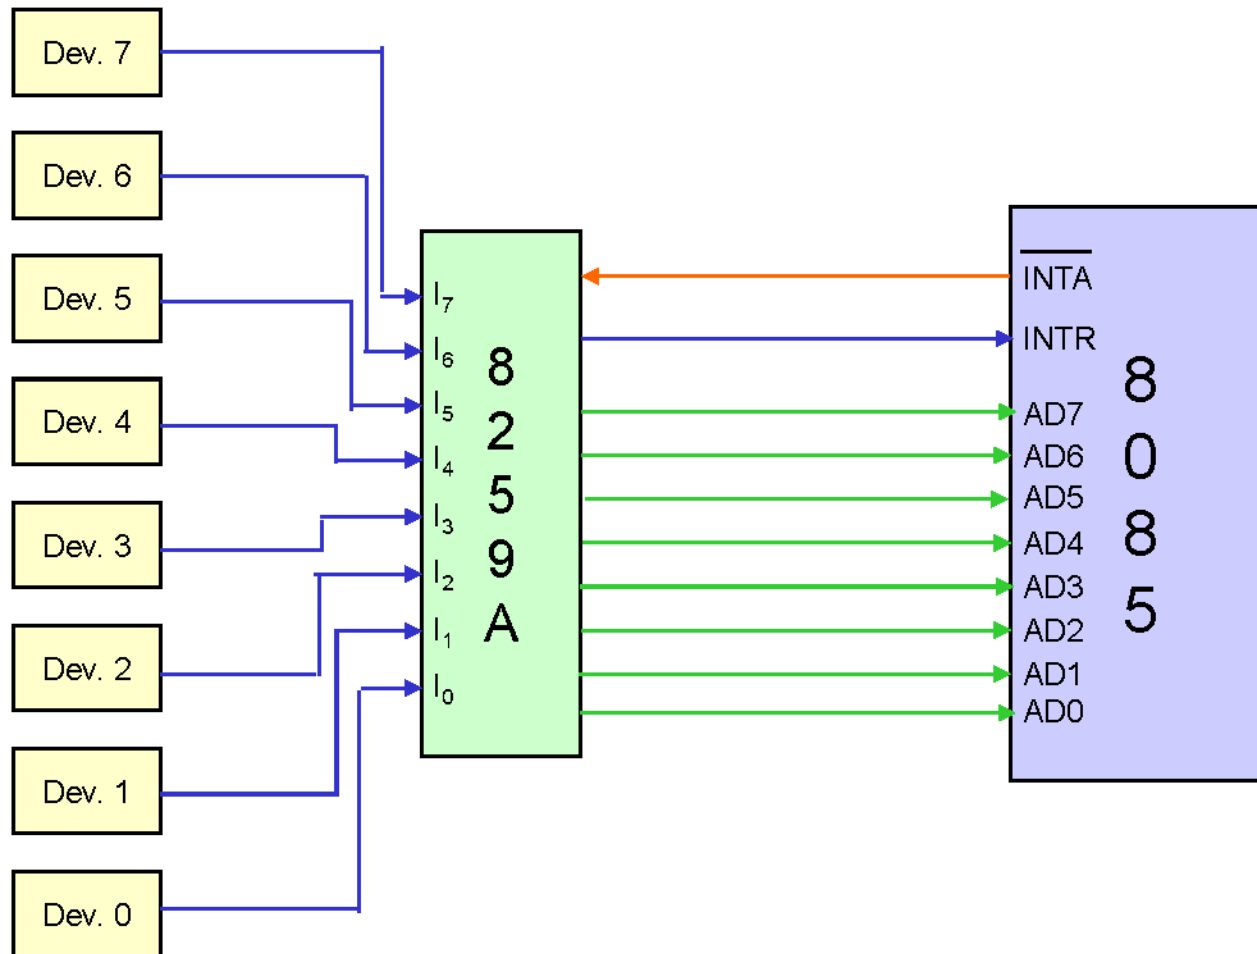 Dev. 7
Dev. 6
Dev. 5
Dev. 4
Dev. 3
Dev. 2
Dev. 1
Dev. 0
I7
I6
I5
I4
I3
I2
I1
I0
8
2
5
9
A
INTA
INTR
AD7
AD6
AD5
AD4
AD3
AD2
AD1
AD0
8
0
8
5